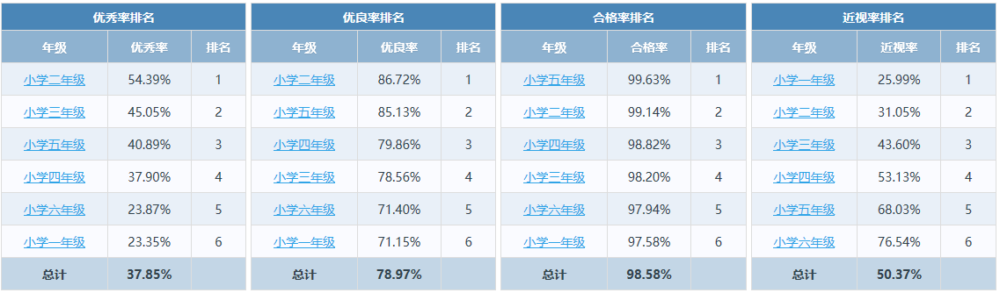 优秀率排名 优良率排名 合格率排名 近视率排名
年级 优秀率 排名 年级 优良率 排名 年级 合格率 排名 年级 近视率 排名
小学二年级 54.39% 1 小学二年级 86.72% 1 小学五年级 99.63% 1 小学一年级 25.99% 1
小学三年级 45.05% 2 小学五年级 85.13% 2 小学二年级 99.14% 2 小学二年级 31.05% 2
小学五年级 40.89% 3 小学四年级 79.86% 3 小学四年级 98.82% 3 小学三年级 43.60% 3
小学四年级 37.90% 4 小学三年级 78.56% 4 小学三年级 98.20% 4 小学四年级 53.13% 4
小学六年级 23.87% 5 小学六年级 71.40% 5 小学六年级 97.94% 5 小学五年级 68.03% 5
小学一年级 23.35% 6 小学一年级 71.15% 6 小学一年级 97.58% 6 小学六年级 76.54% 6
总计 37.85% 总计 78.97% 总计 98.58% 总计 50.37%